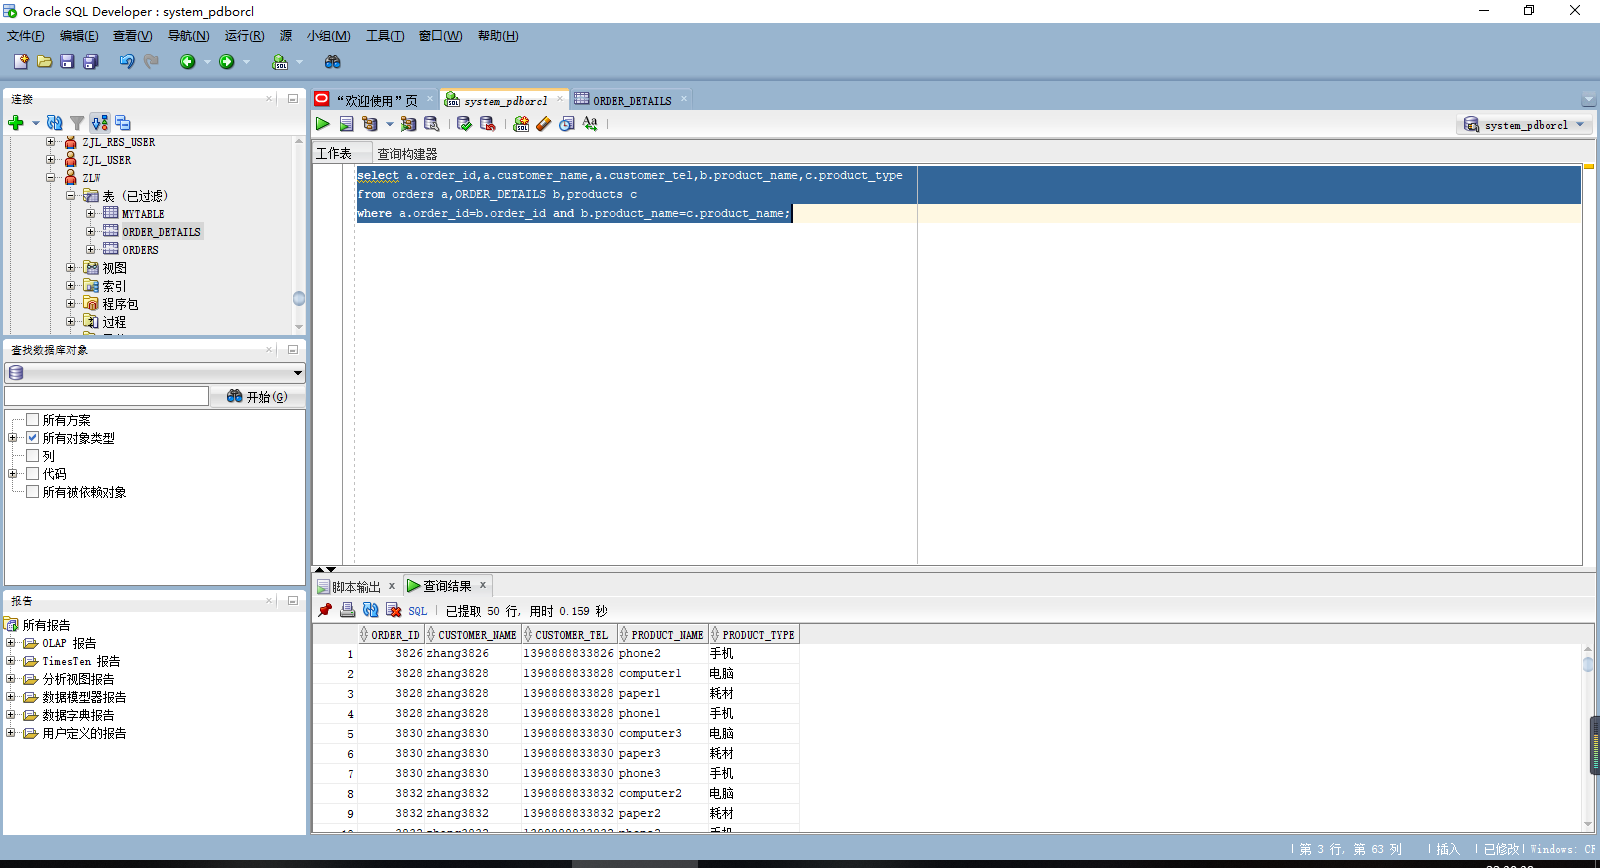 Oracle SQL Developer : system_pdborcl
文件(F) 编辑(E) 查看(V) 导航(N) 运行(R) 源 小组(M) 工具(T) 窗口(W) 帮助(H)
连接
ZJL_RES_USER
ZJL_USER
ZLW
表 (已过滤)
MYTABLE
ORDER_DETAILS
ORDERS
视图
索引
程序包
过程
查找数据库对象
开始(G)
所有方案
所有对象类型
列
代码
所有被依赖对象
报告
所有报告
OLAP 报告
TimesTen 报告
分析视图报告
数据模型器报告
数据字典报告
用户定义的报告
“欢迎使用”页 system_pdborcl ORDER_DETAILS
system_pdborcl
工作表 查询构建器
select a.order_id,a.customer_name,a.customer_tel,b.product_name,c.product_type
from orders a,ORDER_DETAILS b,products c
where a.order_id=b.order_id and b.product_name=c.product_name;
脚本输出 x 查询结果 x
SQL 已提取 50 行, 用时 0.159 秒
ORDER_ID CUSTOMER_NAME CUSTOMER_TEL PRODUCT_NAME PRODUCT_TYPE
1 3826 zhang3826 1398888833826 phone2 手机
2 3828 zhang3828 1398888833828 computer1 电脑
3 3828 zhang3828 1398888833828 paper1 耗材
4 3828 zhang3828 1398888833828 phone1 手机
5 3830 zhang3830 1398888833830 computer3 电脑
6 3830 zhang3830 1398888833830 paper3 耗材
7 3830 zhang3830 1398888833830 phone3 手机
8 3832 zhang3832 1398888833832 computer2 电脑
9 3832 zhang3832 1398888833832 paper2 耗材
10 3832 zhang3832 1398888833832 phone2 手机
第 3 行, 第 63 列 插入 已修改 Windows: CR